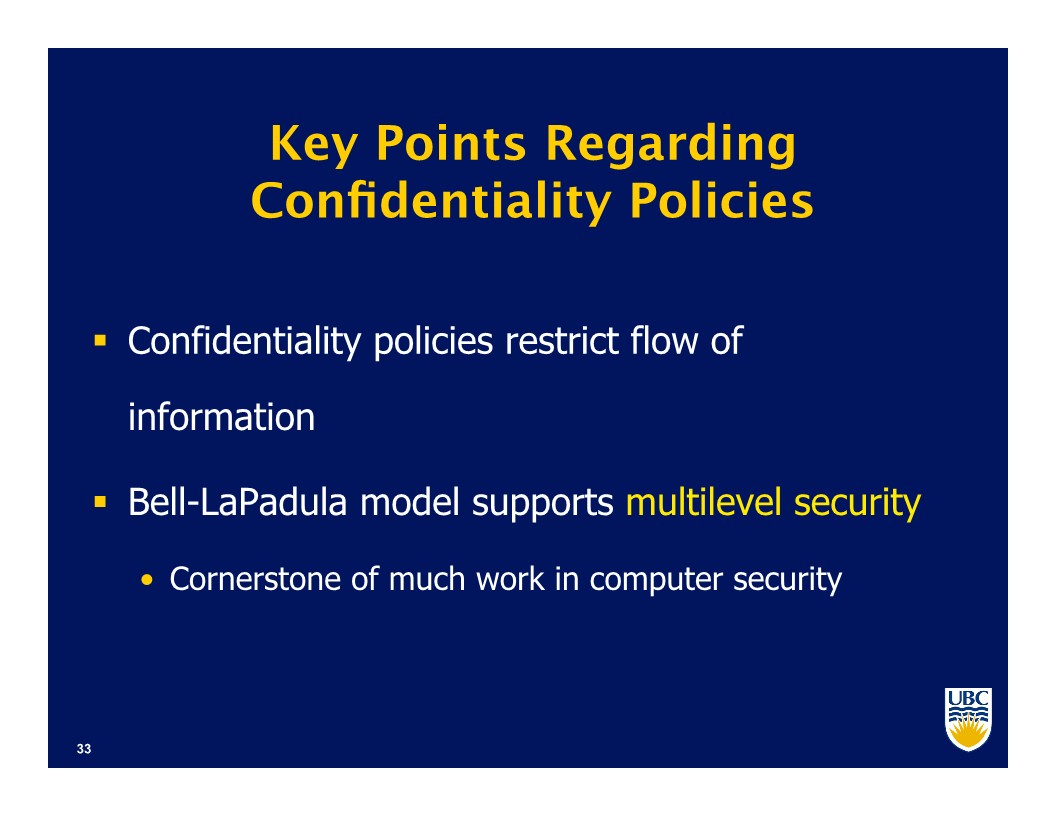 Key Points Regarding
Confidentiality Policies
▪ Confidentiality policies restrict flow of
information
▪ Bell-LaPadula model supports multilevel security
• Cornerstone of much work in computer security
UBC
33